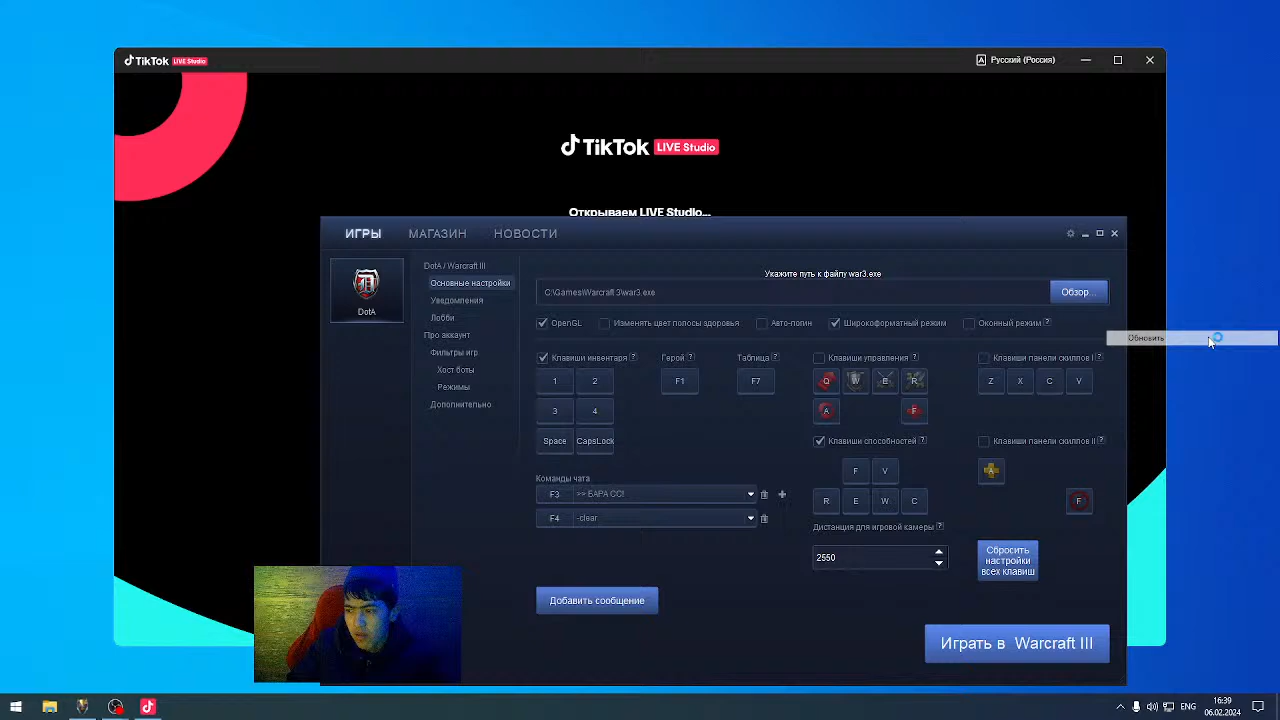 TikTok LIVE Studio
Русский (Россия)
TikTok LIVE Studio
Открываем LIVE Studio...
ИГРЫ МАГАЗИН НОВОСТИ
DotA
DotA / Warcraft III
Основные настройки
Уведомления
Лобби
Про аккаунт
Фильтры игр
Хост боты
Режимы
Дополнительно
Укажите путь к файлу war3.exe
C:\Games\Warcraft 3\war3.exe
Обзор...
OpenGL Изменять цвет полосы здоровья Авто-логин Широкоформатный режим Оконный режим ?
Обновить
Клавиши инвентаря ? Герой ? Таблица ? Клавиши управления ? Клавиши панели скиллов I ?
1 2 F1 F7 Q W E R Z X C V
3 4 A F
Space CapsLock Клавиши способностей ? Клавиши панели скиллов II ?
F V A
Команды чата
F3 >> БАРА СС!
R E W C F
F4 -clear
Дистанция для игровой камеры ?
2550
Сбросить
настройки
всех клавиш
Добавить сообщение
Играть в Warcraft III
16:39
06.02.2024